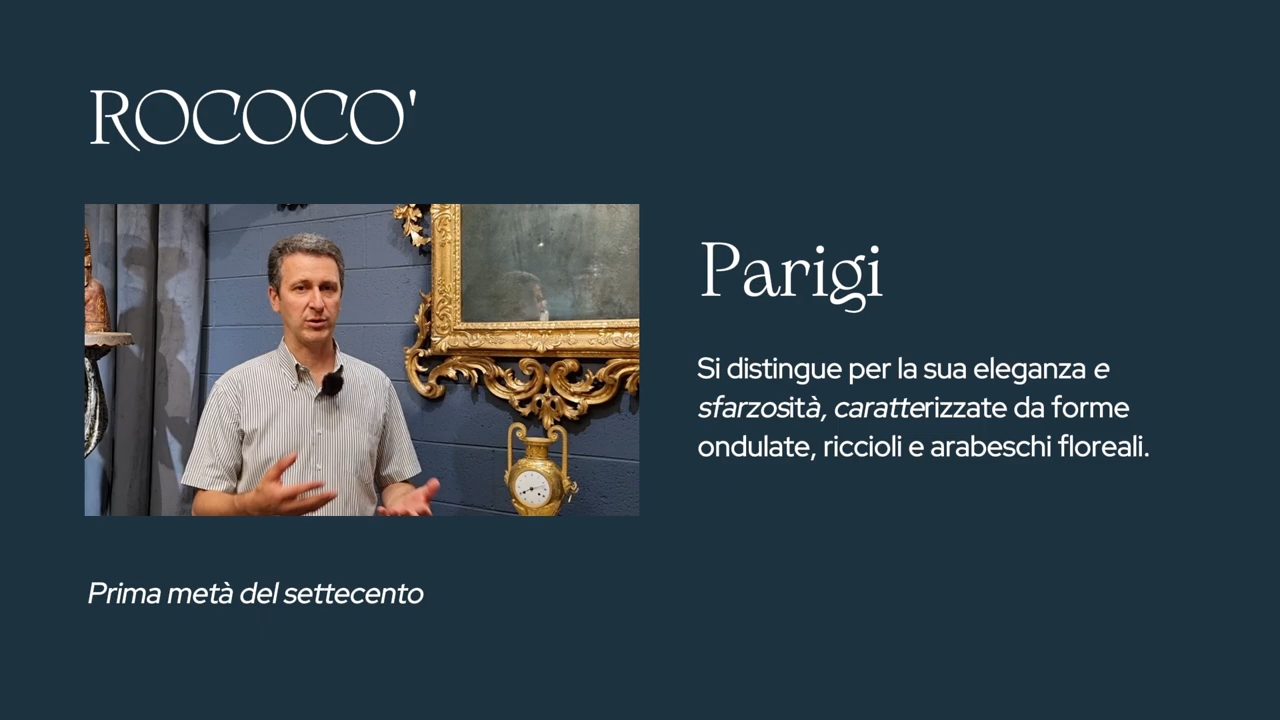 ROCOCO'
Parigi
Si distingue per la sua eleganza e
sfarzosità, caratterizzate da forme
ondulate, riccioli e arabeschi floreali.
Prima metà del settecento